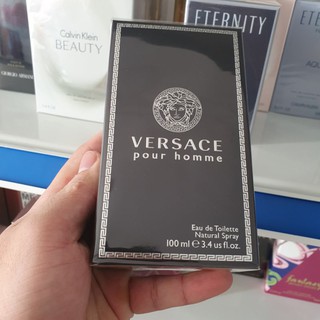 Calvin Klein
BEAUTY
ETERNITY
VERSACE
pour homme
Eau de Toilette
Natural Spray
100 ml e 3.4 us fl.oz.
fantasy